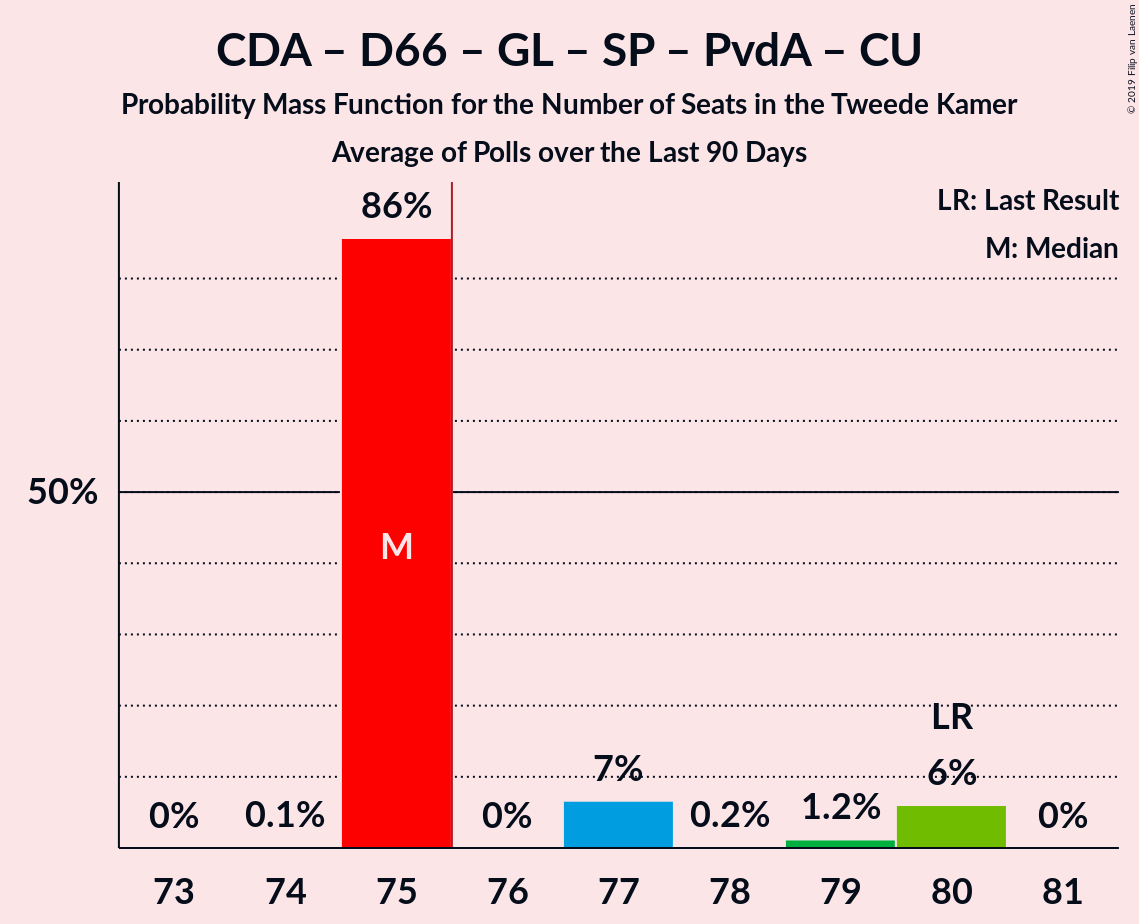 CDA – D66 – GL – SP – PvdA – CU
Probability Mass Function for the Number of Seats in the Tweede Kamer
Average of Polls over the Last 90 Days
© 2019 Filip van Laenen
LR: Last Result
M: Median
86%
50%
M
LR
7%
6%
0%
0.1%
0%
0.2%
1.2%
0%
73
74
75
76
77
78
79
80
81